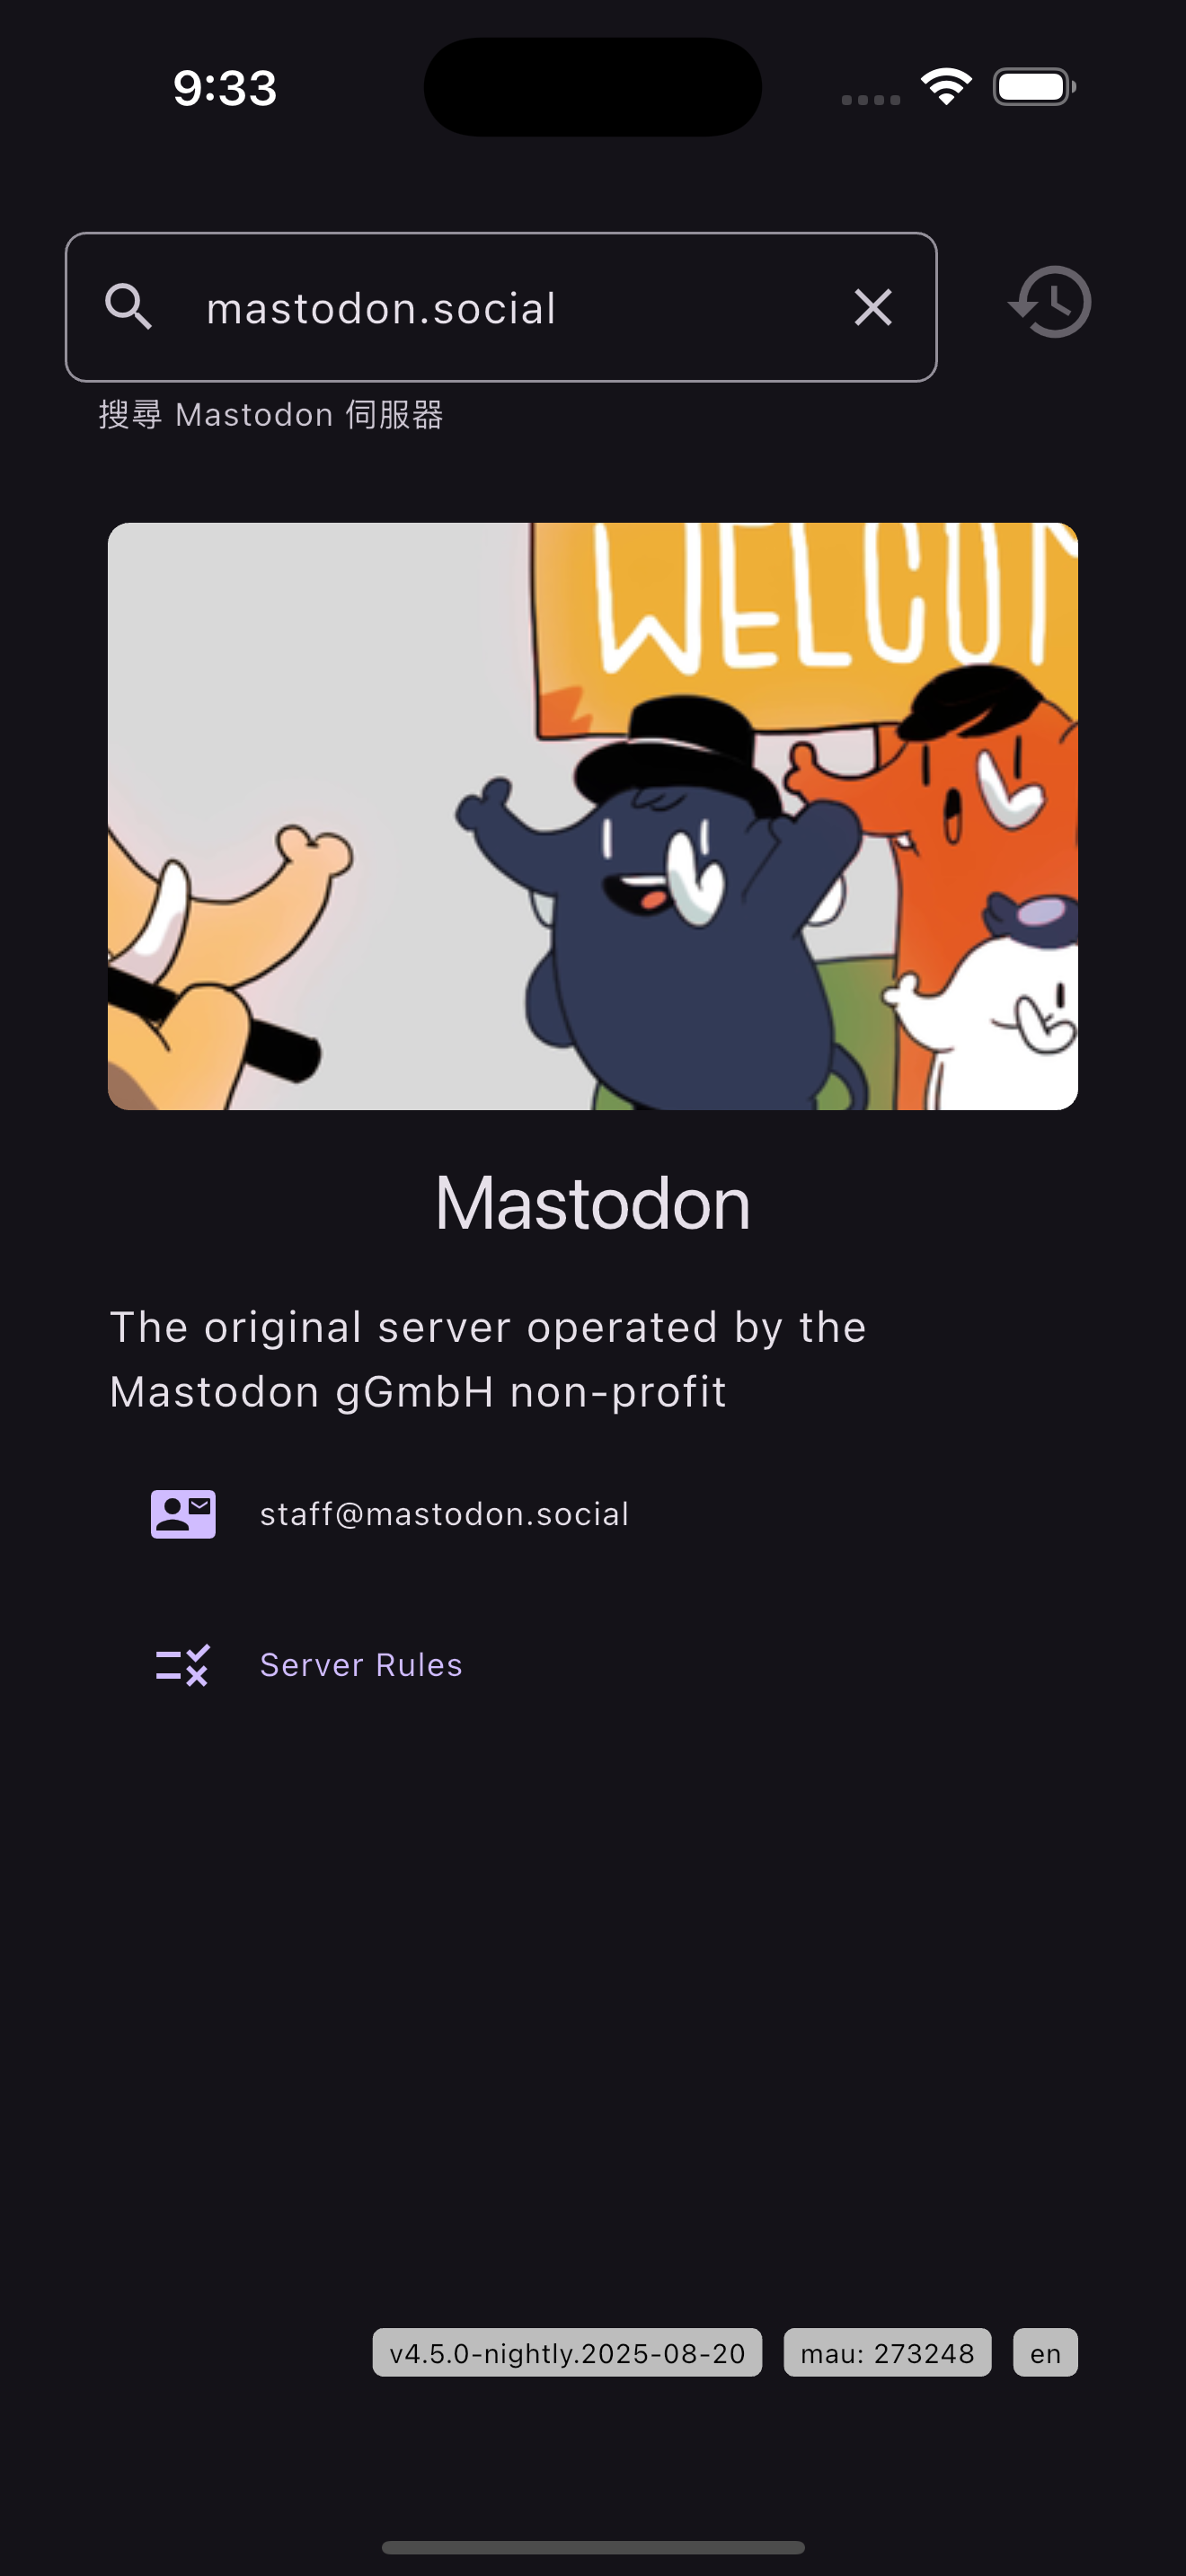 9:33
mastodon.social
搜尋 Mastodon 伺服器
WELCOM
Mastodon
The original server operated by the
Mastodon gGmbH non-profit
staff@mastodon.social
Server Rules
v4.5.0-nightly.2025-08-20
mau: 273248
en